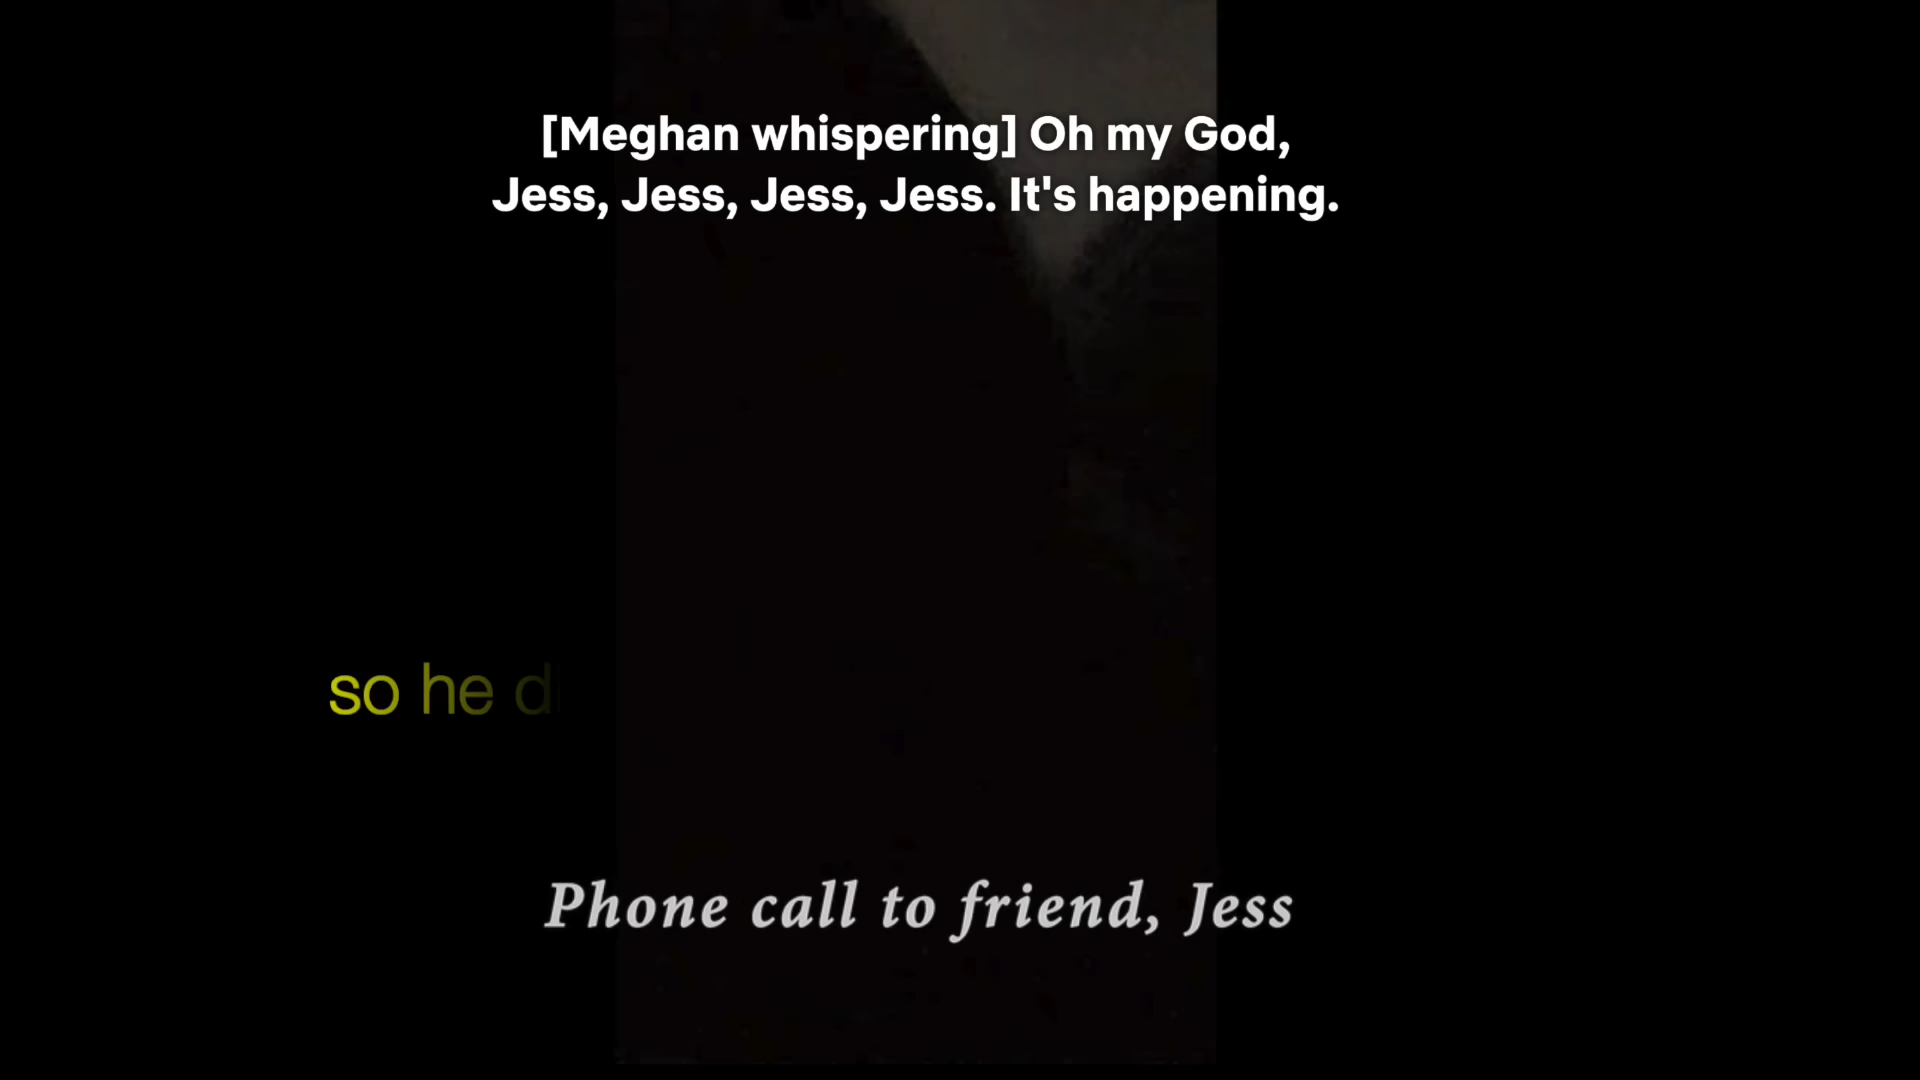 [Meghan whispering] Oh my God,
Jess, Jess, Jess, Jess. It's happening.
so he
Phone call to friend, Jess